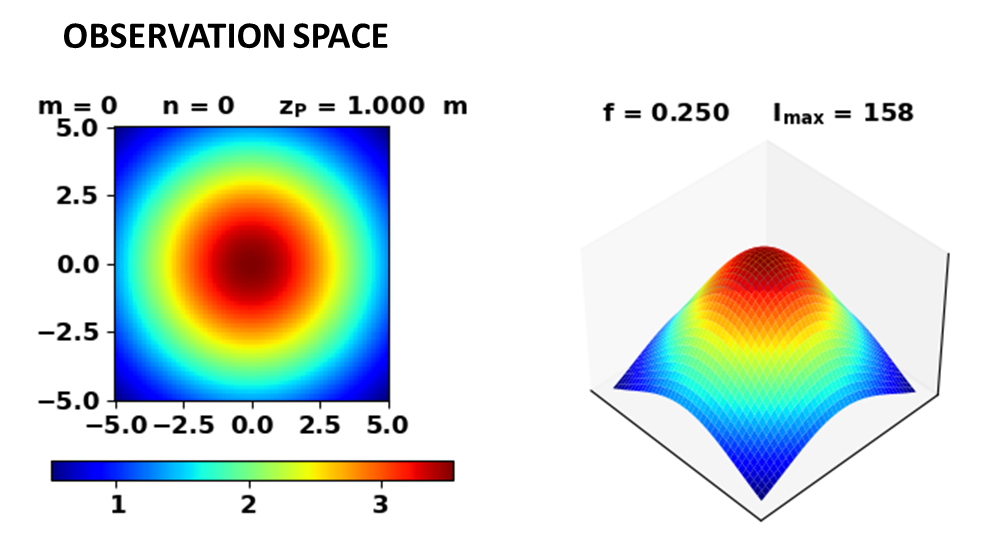 OBSERVATION SPACE
m = 0 n = 0 zP = 1.000 m
f = 0.250 Imax = 158
5.0
2.5
0.0
−2.5
−5.0
−5.0 −2.5 0.0 2.5 5.0
1 2 3